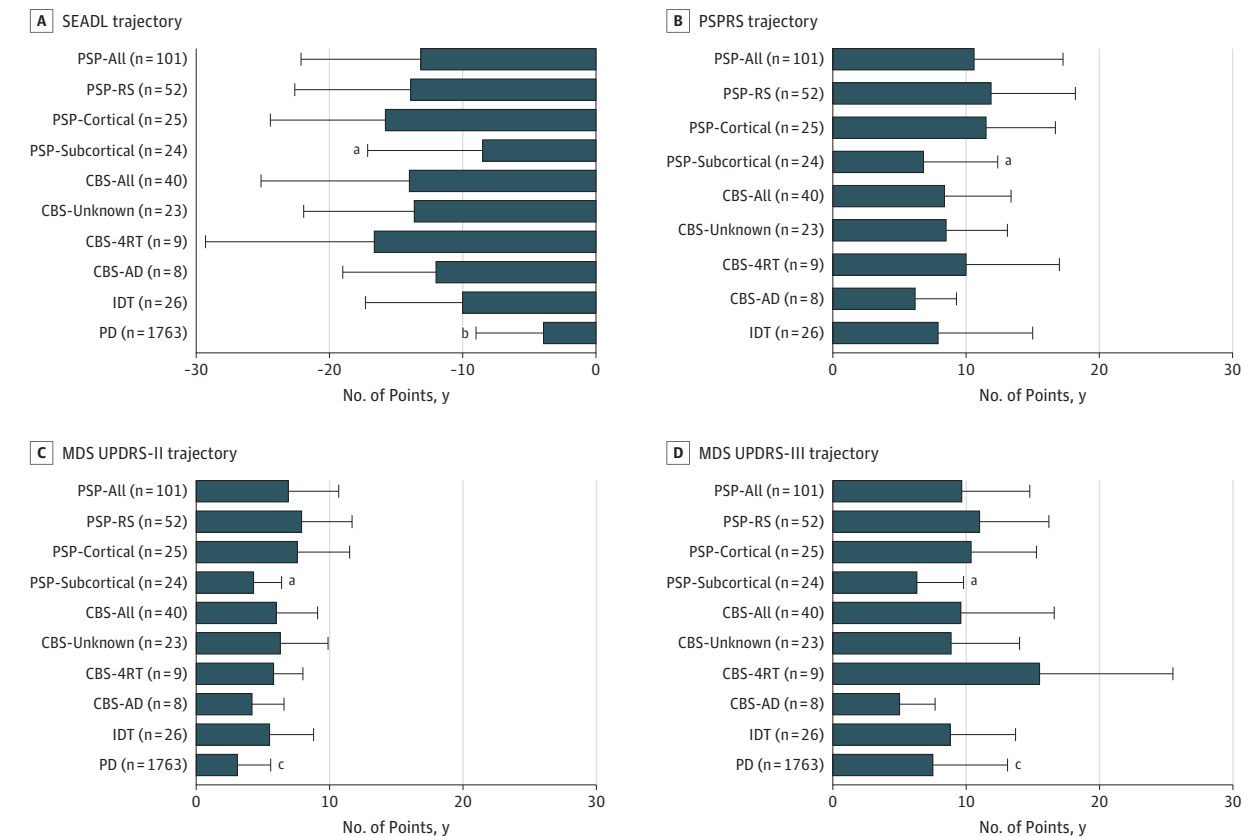 A SEADL trajectory
PSP-All (n=101)
PSP-RS (n=52)
PSP-Cortical (n=25)
PSP-Subcortical (n=24) a
CBS-All (n=40)
CBS-Unknown (n=23)
CBS-4RT (n=9)
CBS-AD (n=8)
IDT (n=26)
PD (n=1763) b
-30 -20 -10 0
No. of Points, y
B PSPRS trajectory
PSP-All (n=101)
PSP-RS (n=52)
PSP-Cortical (n=25)
PSP-Subcortical (n=24) a
CBS-All (n=40)
CBS-Unknown (n=23)
CBS-4RT (n=9)
CBS-AD (n=8)
IDT (n=26)
0 10 20 30
No. of Points, y
C MDS UPDRS-II trajectory
PSP-All (n=101)
PSP-RS (n=52)
PSP-Cortical (n=25)
PSP-Subcortical (n=24) a
CBS-All (n=40)
CBS-Unknown (n=23)
CBS-4RT (n=9)
CBS-AD (n=8)
IDT (n=26)
PD (n=1763) c
0 10 20 30
No. of Points, y
D MDS UPDRS-III trajectory
PSP-All (n=101)
PSP-RS (n=52)
PSP-Cortical (n=25)
PSP-Subcortical (n=24) a
CBS-All (n=40)
CBS-Unknown (n=23)
CBS-4RT (n=9)
CBS-AD (n=8)
IDT (n=26)
PD (n=1763) c
0 10 20 30
No. of Points, y